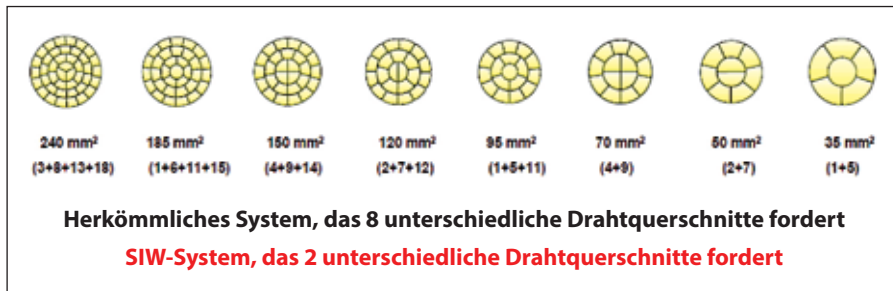 240 mm² 185 mm² 150 mm² 120 mm² 95 mm² 70 mm² 50 mm² 35 mm²
(3+8+13+18) (1+6+11+15) (4+9+14) (2+7+12) (1+5+11) (4+9) (2+7) (1+5)
Herkömmliches System, das 8 unterschiedliche Drahtquerschnitte fordert
SIW-System, das 2 unterschiedliche Drahtquerschnitte fordert